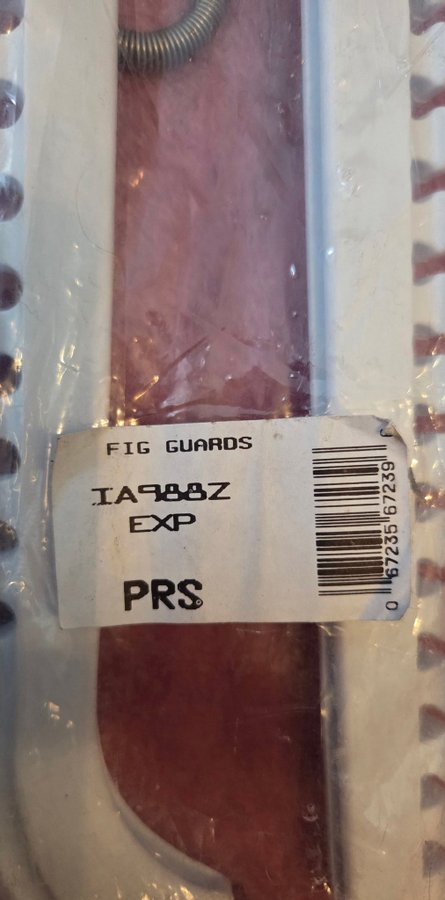 FIG GUARDS
IA988Z
EXP
PRS
0 67235 67239